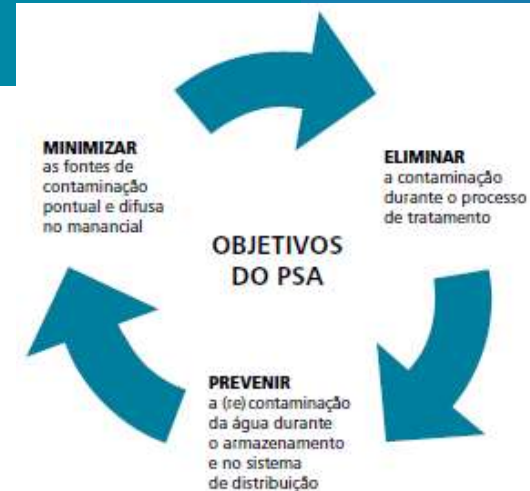 MINIMIZAR
as fontes de
contaminação
pontual e difusa
no manancial
ELIMINAR
a contaminação
durante o processo
de tratamento
OBJETIVOS
DO PSA
PREVENIR
a (re)contaminação
da água durante
o armazenamento
e no sistema
de distribuição